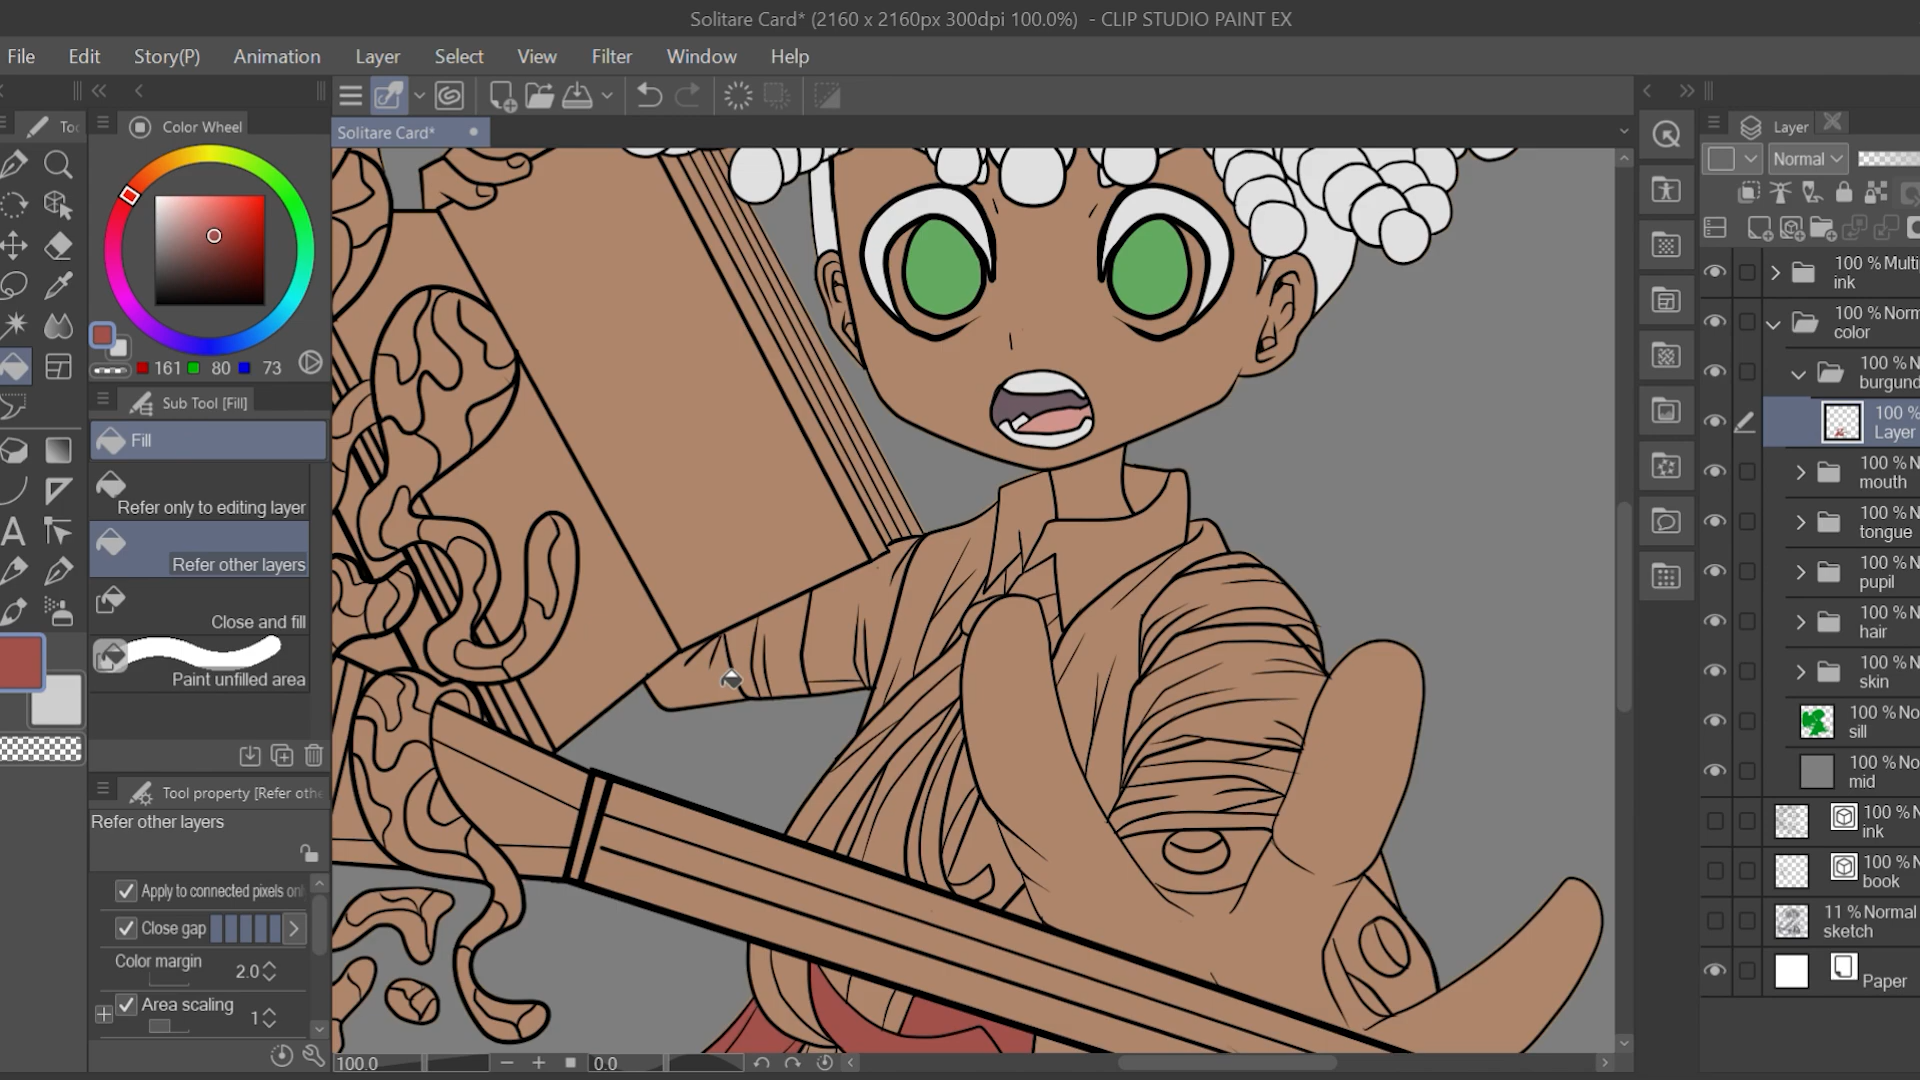 Solitare Card* (2160 x 2160px 300dpi 100.0%) - CLIP STUDIO PAINT EX
File Edit Story(P) Animation Layer Select View Filter Window Help
Color Wheel
Solitare Card*
Layer
Normal
161 80 73
Sub Tool [Fill]
Fill
Refer only to editing layer
Refer other layers
Close and fill
Paint unfilled area
Tool property [Refer othe
Refer other layers
Apply to connected pixels on
Close gap
Color margin 2.0
Area scaling 1
100.0 0.0
100 % Multi
ink
100 % Norm
color
100 % N
burgund
100 %
Layer
100 % N
mouth
100 % N
tongue
100 % N
pupil
100 % N
hair
100 % N
skin
100 % No
sill
100 % No
mid
100 % N
ink
100 % N
book
11 % Normal
sketch
Paper